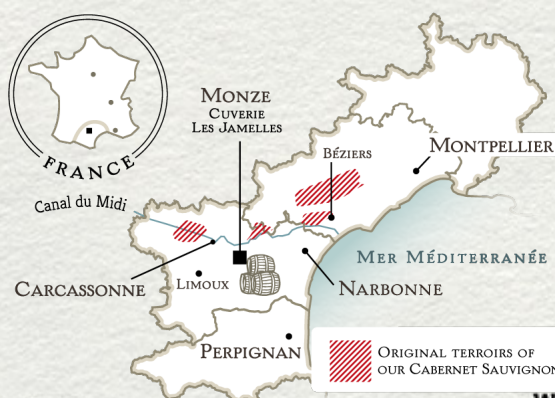 FRANCE
Canal du Midi
MONZE
CUVERIE
LES JAMELLES
BÉZIERS
MONTPELLIER
MER MÉDITERRANÉE
CARCASSONNE
LIMOUX
NARBONNE
PERPIGNAN
ORIGINAL TERROIRS OF
OUR CABERNET SAUVIGNON